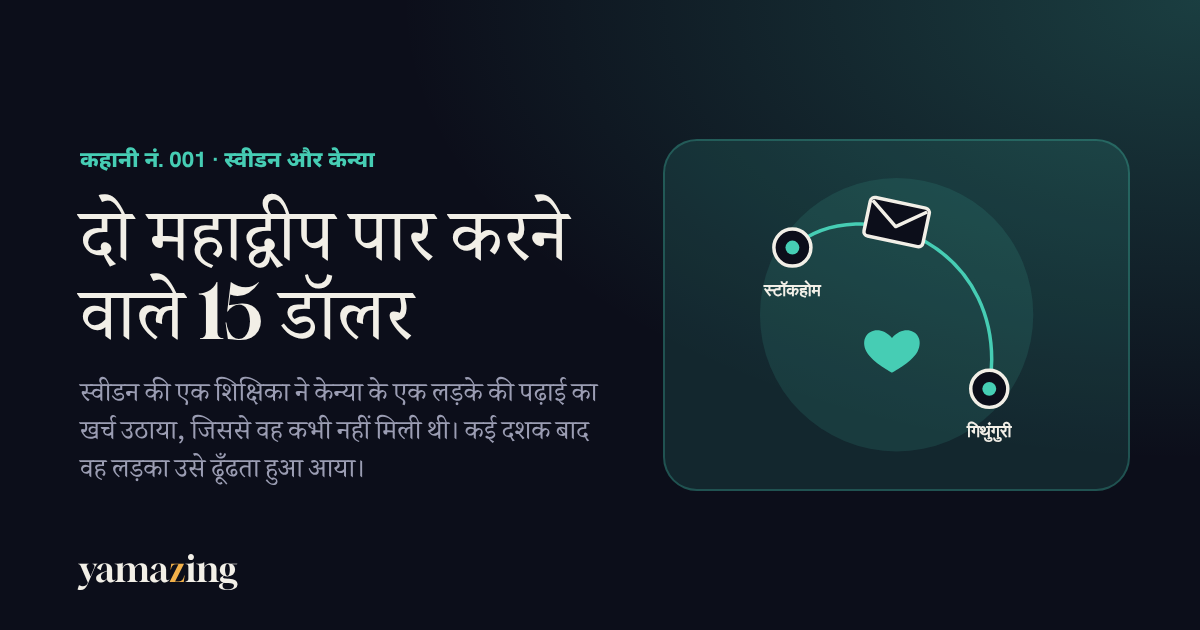 कहानी नं. 001 · स्वीडन और केन्या
दो महाद्वीप पार करने
वाले 15 डॉलर
स्वीडन की एक शिक्षिका ने केन्या के एक लड़के की पढ़ाई का
खर्च उठाया, जिससे वह कभी नहीं मिली थी। कई दशक बाद
वह लड़का उसे ढूँढता हुआ आया।
स्टॉकहोम
गिथुंगुरी
yamazing